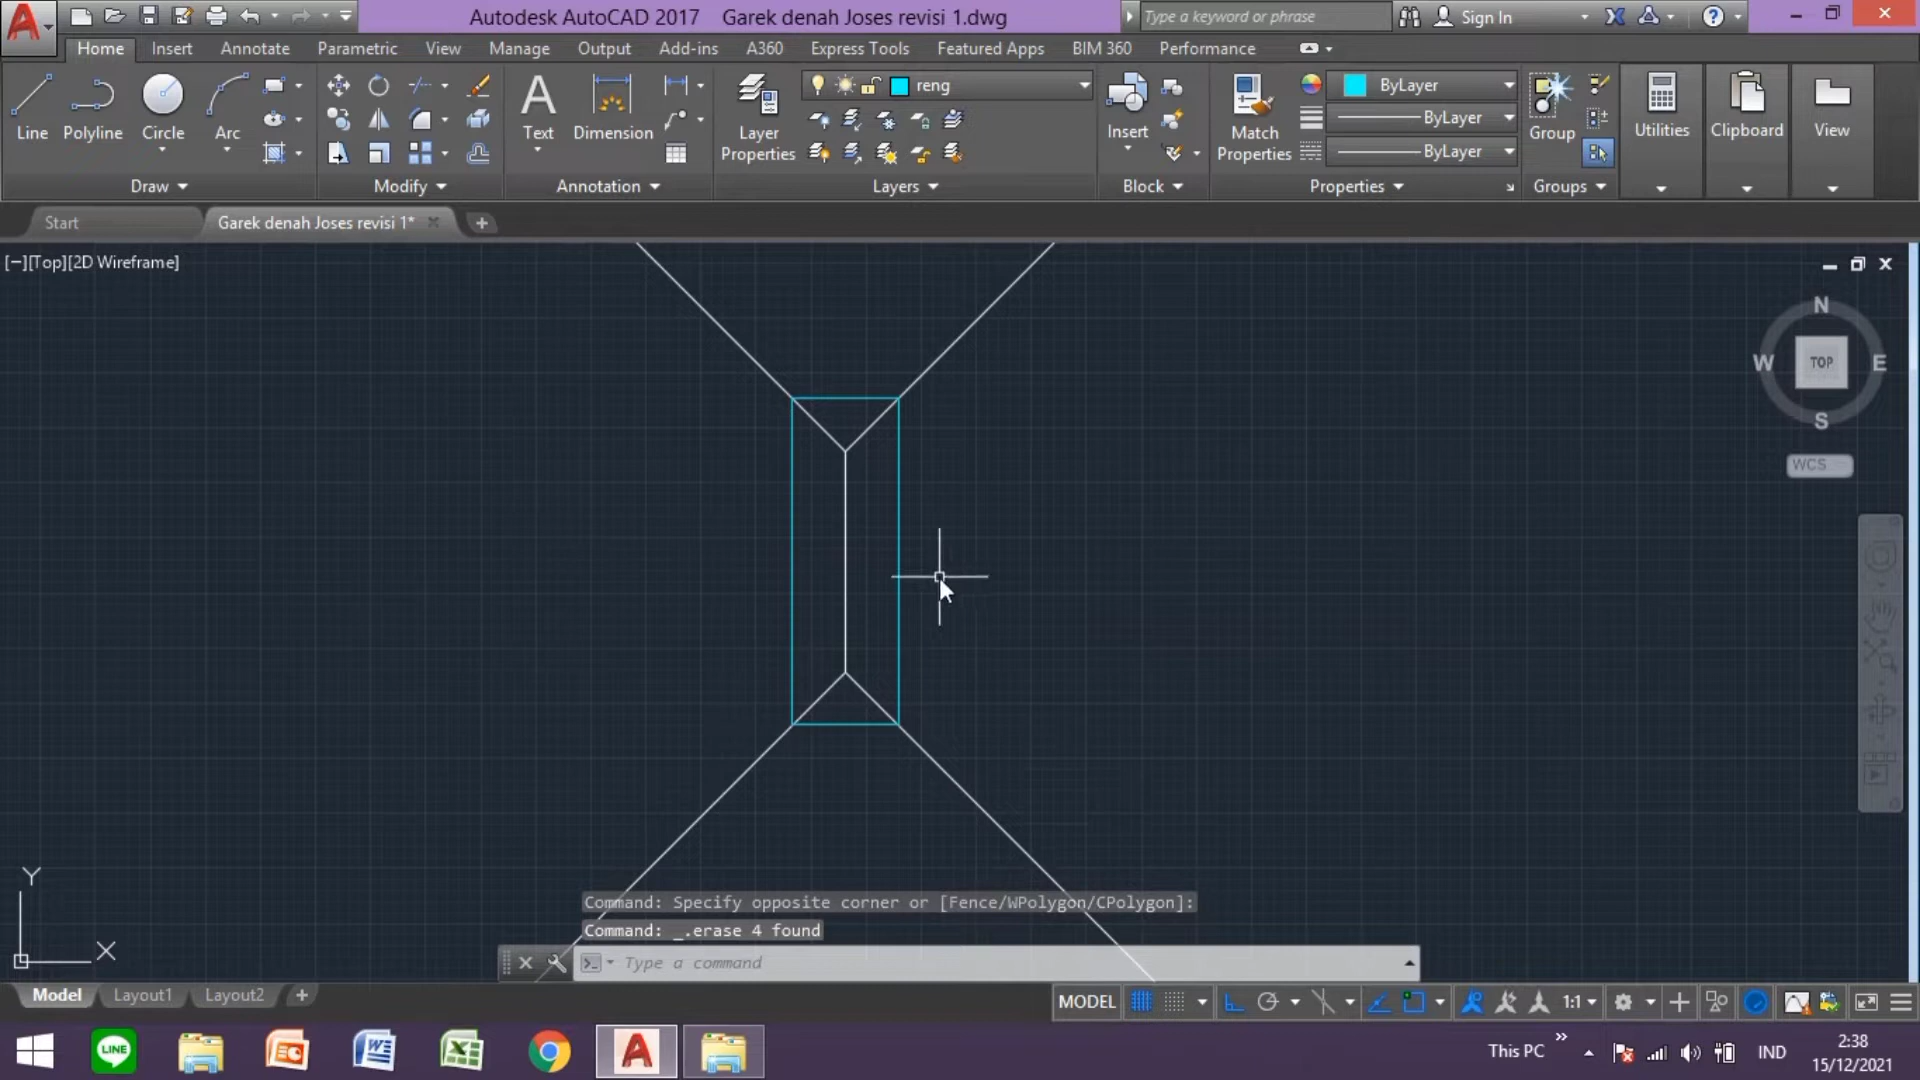 Autodesk AutoCAD 2017 Garek denah Joses revisi 1.dwg
Type a keyword or phrase
Sign In
Home Insert Annotate Parametric View Manage Output Add-ins A360 Express Tools Featured Apps BIM 360 Performance
reng
ByLayer
ByLayer
ByLayer
Line Polyline Circle Arc
Text Dimension
Layer Properties
Insert
Match Properties
Group
Utilities
Clipboard
View
Draw Modify Annotation Layers Block Properties Groups
Start
Garek denah Joses revisi 1*
[−][Top][2D Wireframe]
N
W TOP E
S
WCS
Y
X
Command: Specify opposite corner or [Fence/WPolygon/CPolygon]:
Command: _.erase 4 found
Type a command
Model Layout1 Layout2
MODEL
1:1
LINE
This PC
IND
2:38
15/12/2021